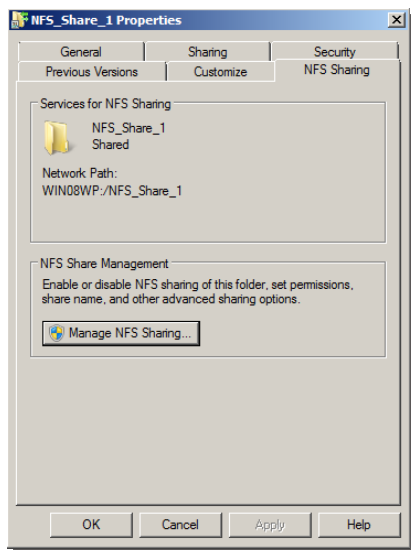 NFS_Share_1 Properties
General
Sharing
Security
Previous Versions
Customize
NFS Sharing
Services for NFS Sharing
NFS_Share_1
Shared
Network Path:
WIN08WP:/NFS_Share_1
NFS Share Management
Enable or disable NFS sharing of this folder, set permissions,
share name, and other advanced sharing options.
Manage NFS Sharing...
OK
Cancel
Apply
Help